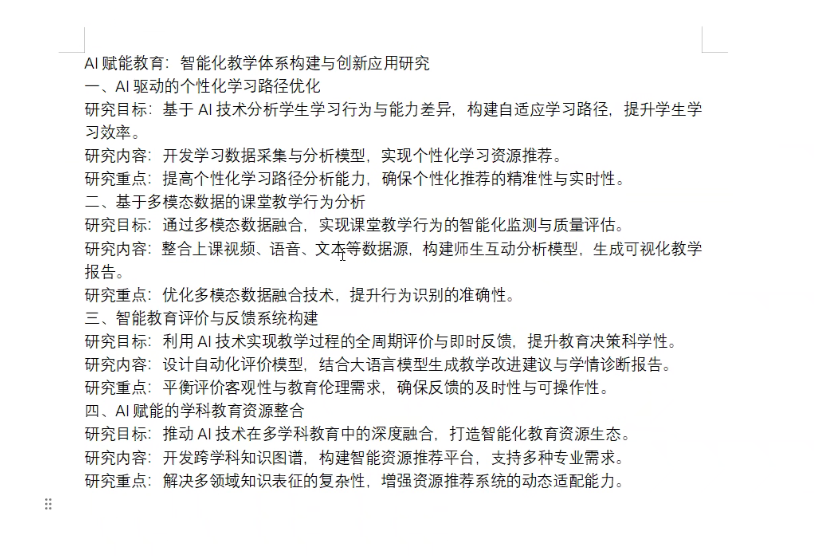 AI 赋能教育：智能化教学体系构建与创新应用研究
一、AI 驱动的个性化学习路径优化
研究目标：基于 AI 技术分析学生学习行为与能力差异，构建自适应学习路径，提升学生学
习效率。
研究内容：开发学习数据采集与分析模型，实现个性化学习资源推荐。
研究重点：提高个性化学习路径分析能力，确保个性化推荐的精准性与实时性。
二、基于多模态数据的课堂教学行为分析
研究目标：通过多模态数据融合，实现课堂教学行为的智能化监测与质量评估。
研究内容：整合上课视频、语音、文本等数据源，构建师生互动分析模型，生成可视化教学
报告。
研究重点：优化多模态数据融合技术，提升行为识别的准确性。
三、智能教育评价与反馈系统构建
研究目标：利用 AI 技术实现教学过程的全周期评价与即时反馈，提升教育决策科学性。
研究内容：设计自动化评价模型，结合大语言模型生成教学改进建议与学情诊断报告。
研究重点：平衡评价客观性与教育伦理需求，确保反馈的及时性与可操作性。
四、AI 赋能的学科教育资源整合
研究目标：推动 AI 技术在多学科教育中的深度融合，打造智能化教育资源生态。
研究内容：开发跨学科知识图谱，构建智能资源推荐平台，支持多种专业需求。
研究重点：解决多领域知识表征的复杂性，增强资源推荐系统的动态适配能力。